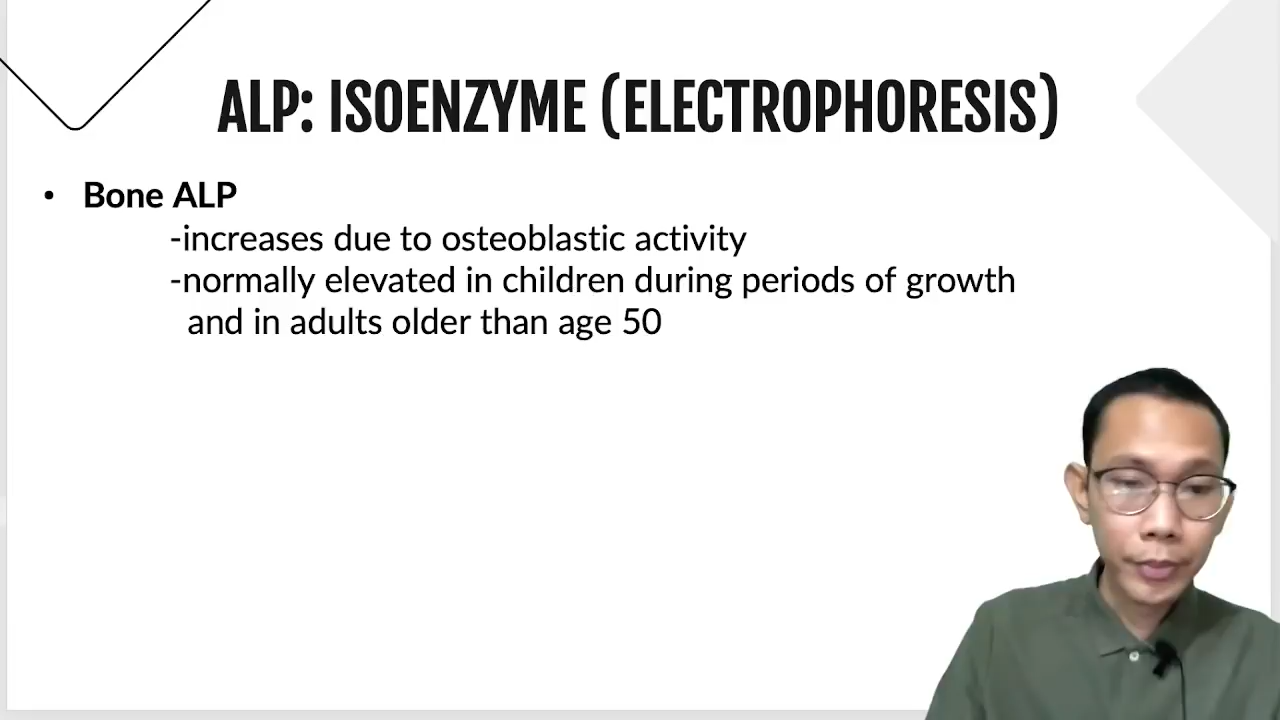 ALP: ISOENZYME (ELECTROPHORESIS)
• Bone ALP
-increases due to osteoblastic activity
-normally elevated in children during periods of growth
and in adults older than age 50